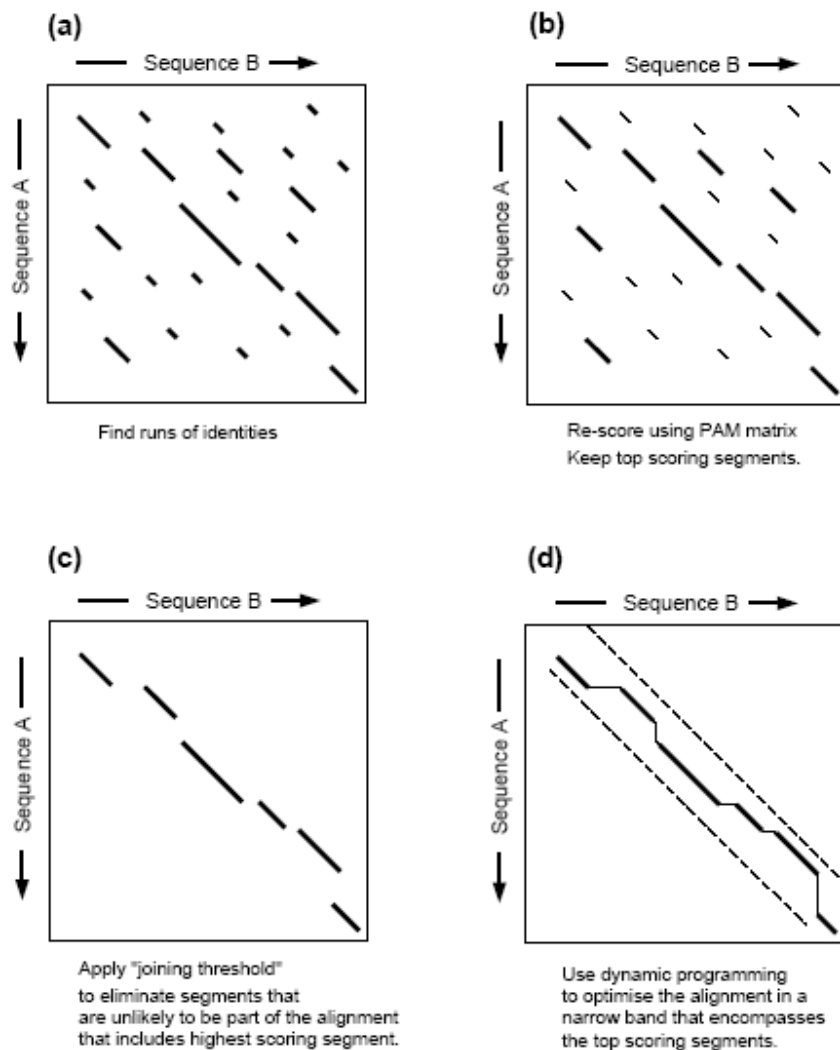 (a)
Sequence B
Sequence A
Find runs of identities
(b)
Sequence B
Sequence A
Re-score using PAM matrix
Keep top scoring segments.
(c)
Sequence B
Sequence A
Apply "joining threshold"
to eliminate segments that
are unlikely to be part of the alignment
that includes highest scoring segment.
(d)
Sequence B
Sequence A
Use dynamic programming
to optimise the alignment in a
narrow band that encompasses
the top scoring segments.